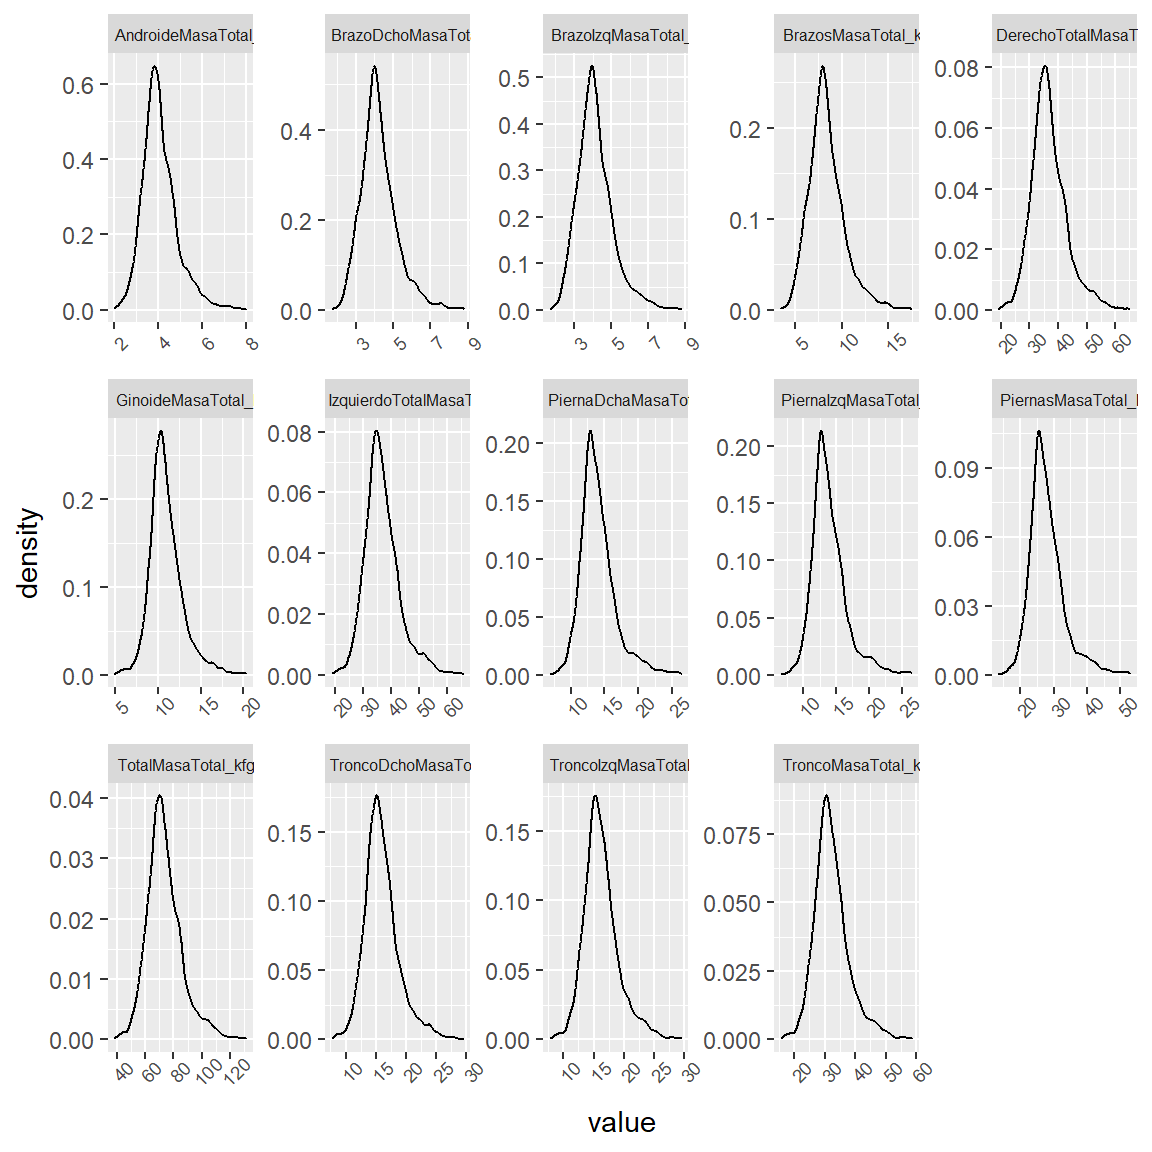 AndroideMasaTotal_ BrazoDchoMasaTot BrazoIzqMasaTotal_ BrazosMasaTotal_k DerechoTotalMasaT
0.6 0.4 0.2 0.0
2 4 6 8
0.4 0.2 0.0
3 5 7 9
0.5 0.4 0.3 0.2 0.1 0.0
3 5 7 9
0.2 0.1 0.0
5 10 15
0.08 0.06 0.04 0.02 0.00
20 30 40 50 60
GinoideMasaTotal_ IzquierdoTotalMasaT PiernaDchaMasaTot PiernaIzqMasaTotal_ PiernasMasaTotal_k
0.2 0.1 0.0
5 10 15 20
0.08 0.06 0.04 0.02 0.00
20 30 40 50 60
0.20 0.15 0.10 0.05 0.00
10 15 20 25
0.20 0.15 0.10 0.05 0.00
10 15 20 25
0.09 0.06 0.03 0.00
20 30 40 50
TotalMasaTotal_kfg TroncoDchoMasaTo TroncoIzqMasaTotal TroncoMasaTotal_k
0.04 0.03 0.02 0.01 0.00
40 60 80 100 120
0.15 0.10 0.05 0.00
10 15 20 25 30
0.15 0.10 0.05 0.00
10 15 20 25 30
0.075 0.050 0.025 0.000
20 30 40 50 60
density
value